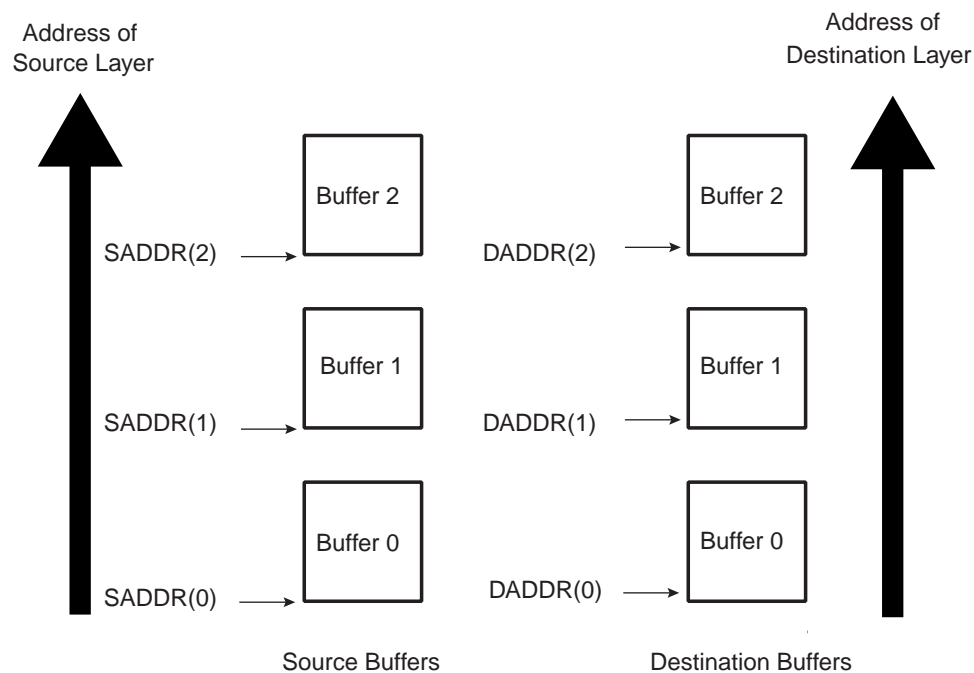 Address of
Source Layer
Address of
Destination Layer
Buffer 2
Buffer 2
SADDR(2)
DADDR(2)
Buffer 1
Buffer 1
SADDR(1)
DADDR(1)
Buffer 0
Buffer 0
SADDR(0)
DADDR(0)
Source Buffers
Destination Buffers